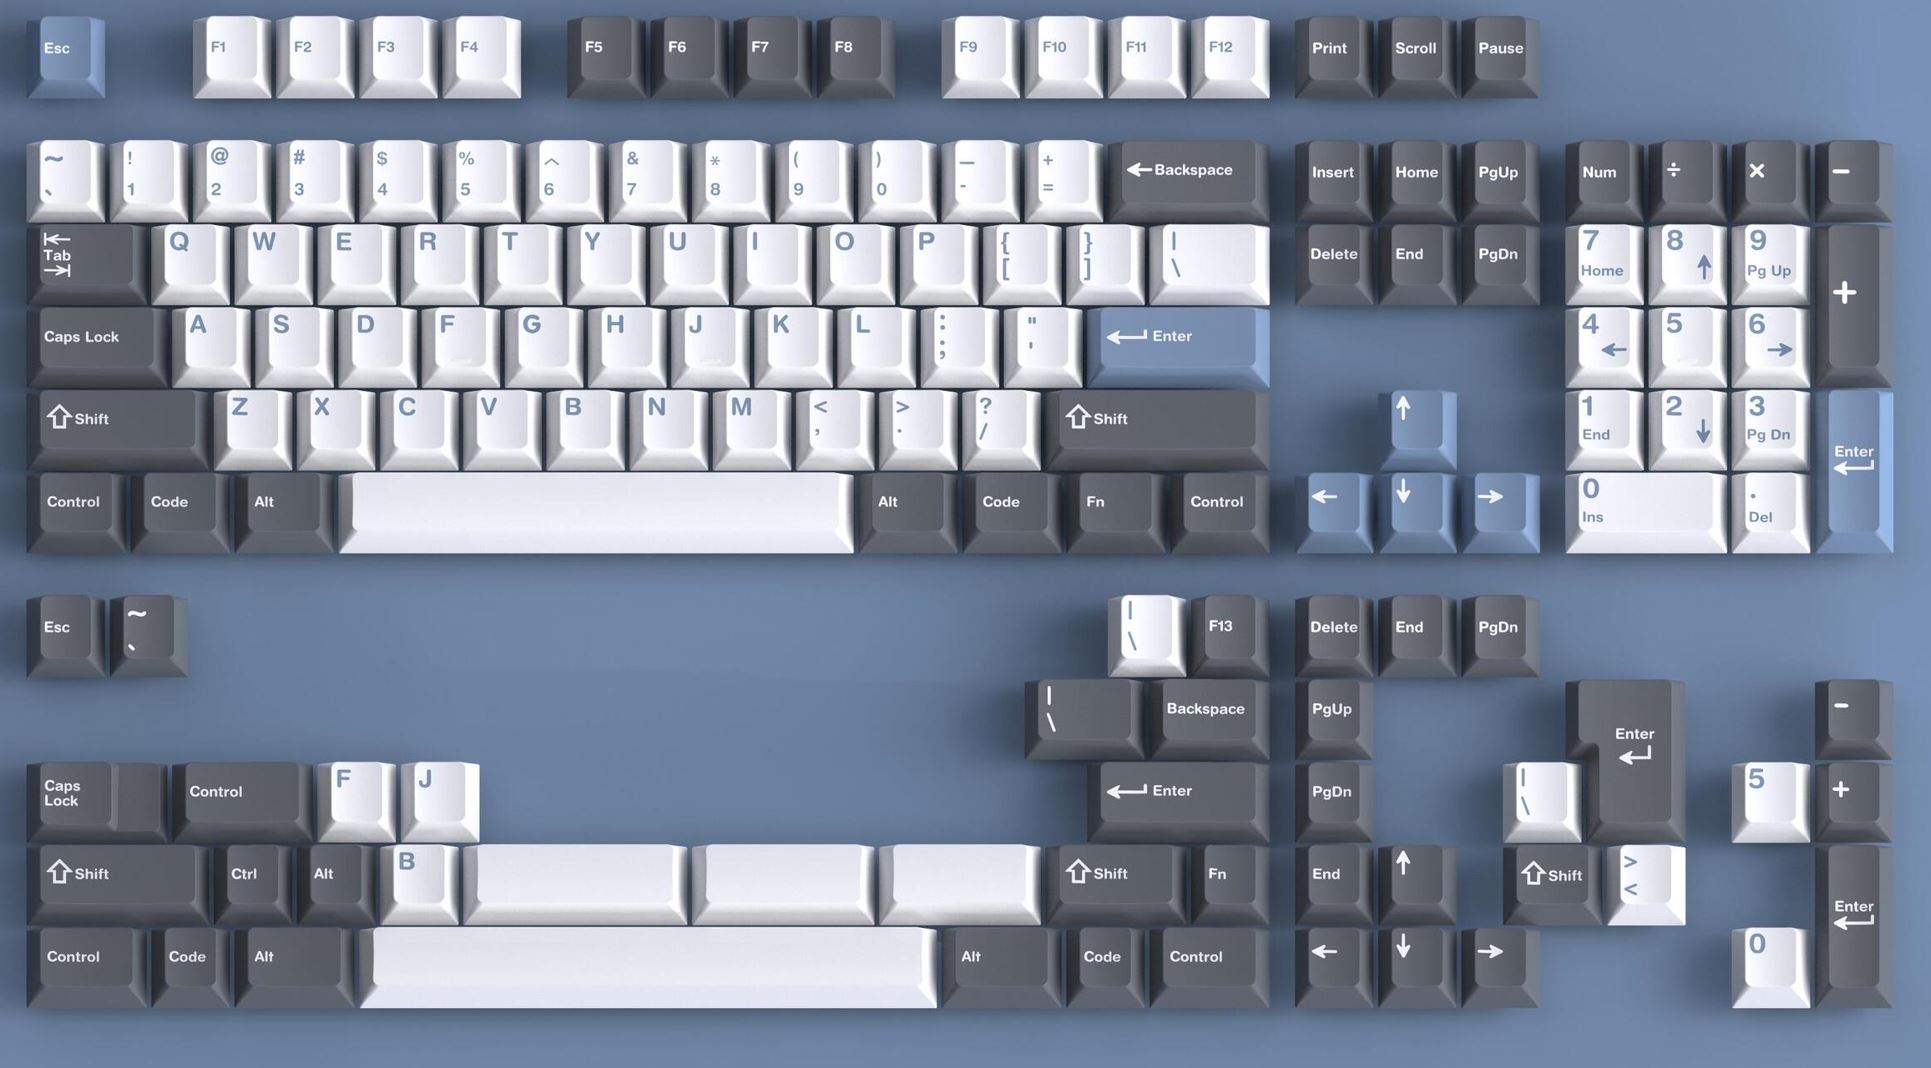 Esc F1 F2 F3 F4 F5 F6 F7 F8 F9 F10 F11 F12 Print Scroll Pause
~ ! @ # $ % ^ & * ( ) _ +
` 1 2 3 4 5 6 7 8 9 0 - = ←Backspace Insert Home PgUp Num ÷ × −
Tab Q W E R T Y U I O P { } |
[ ] \ Delete End PgDn 7 8 9 +
Home ↑ Pg Up
Caps Lock A S D F G H J K L : "
; ' Enter 4 5 6
← →
Shift Z X C V B N M < > ?
, . / Shift ↑ 1 2 3
End ↓ Pg Dn Enter
Control Code Alt Alt Code Fn Control ← ↓ → 0 .
Ins Del
Esc ~ | F13 Delete End PgDn
` \
| Backspace PgUp Enter −
\
Caps
Lock Control F J Enter PgDn | 5 +
\
Shift Ctrl Alt B Shift Fn End ↑ Shift > Enter
<
Control Code Alt Alt Code Control ← ↓ → 0